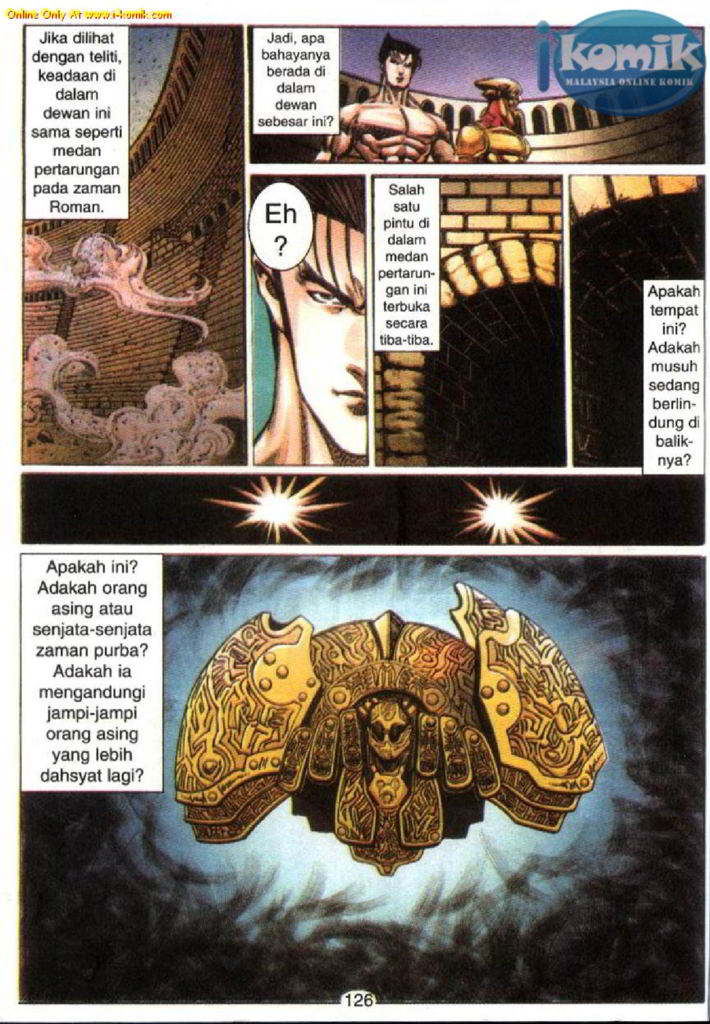 Online Only At www.i-komik.com
ikomik
MALAYSIA ONLINE KOMIK
Jika dilihat
dengan teliti,
keadaan di
dalam
dewan ini
sama seperti
medan
pertarungan
pada zaman
Roman.
Jadi, apa
bahayanya
berada di
dalam
dewan
sebesar ini?
Eh
?
Salah
satu
pintu di
dalam
medan
pertarun-
gan ini
terbuka
secara
tiba-tiba.
Apakah
tempat
ini?
Adakah
musuh
sedang
berlin-
dung di
balik-
nya?
Apakah ini?
Adakah orang
asing atau
senjata-senjata
zaman purba?
Adakah ia
mengandungi
jampi-jampi
orang asing
yang lebih
dahsyat lagi?
126